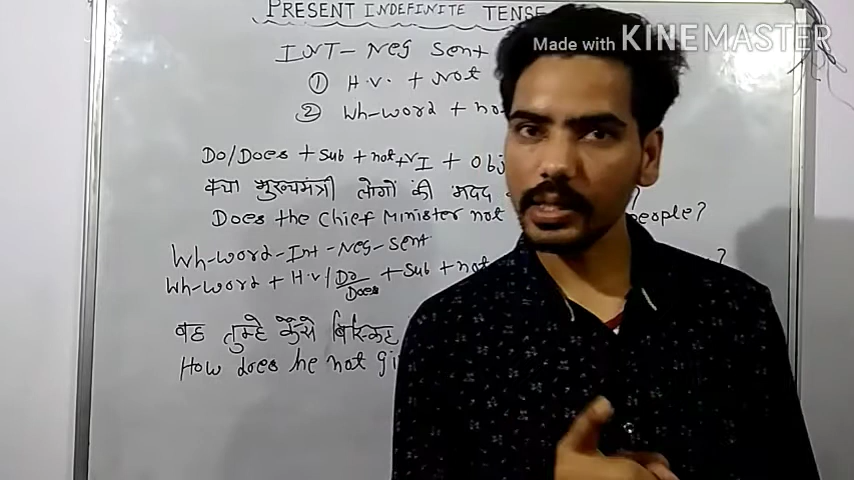 PRESENT INDEFINITE TENSE
Made with KINEMASTER
INT- Neg Sent
① H.V. + Not
② Wh-word +
Do/Does + Sub + not + V I + obj
क्या मुख्यमंत्री लोगों की मदद ?
Does the Chief Minister not people?
Wh-word-Int-Neg-Sent
Wh-word + H.V/Do/Does + Sub + not ?
वह तुम्हे कैसे बिस्कट
How does he not